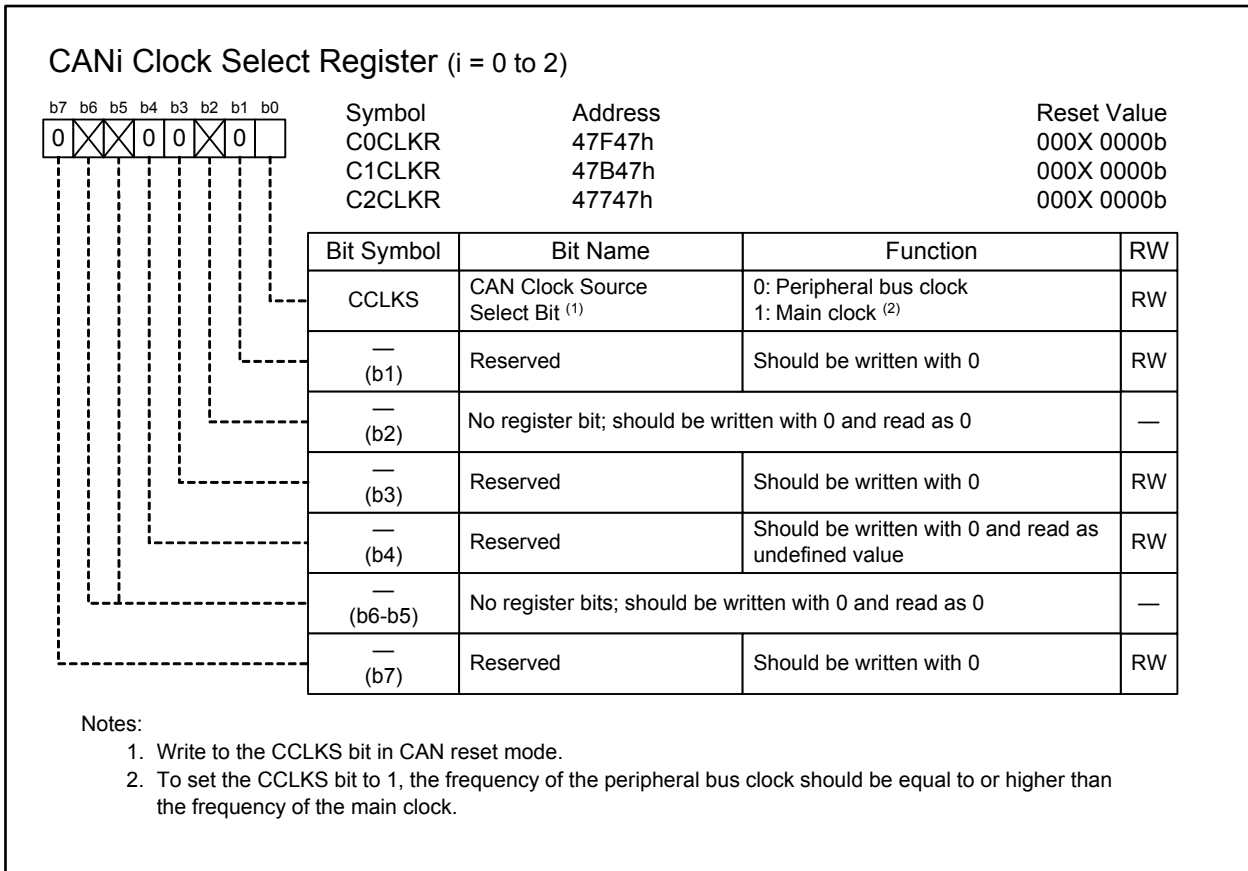 CANi Clock Select Register (i = 0 to 2)
b7 b6 b5 b4 b3 b2 b1 b0
0 0 0 0
Symbol Address Reset Value
C0CLKR 47F47h 000X 0000b
C1CLKR 47B47h 000X 0000b
C2CLKR 47747h 000X 0000b
Bit Symbol Bit Name Function RW
CCLKS CAN Clock Source Select Bit (1) 0: Peripheral bus clock RW
1: Main clock (2)
— (b1) Reserved Should be written with 0 RW
— (b2) No register bit; should be written with 0 and read as 0 —
— (b3) Reserved Should be written with 0 RW
— (b4) Reserved Should be written with 0 and read as undefined value RW
— (b6-b5) No register bits; should be written with 0 and read as 0 —
— (b7) Reserved Should be written with 0 RW
Notes:
1. Write to the CCLKS bit in CAN reset mode.
2. To set the CCLKS bit to 1, the frequency of the peripheral bus clock should be equal to or higher than
the frequency of the main clock.